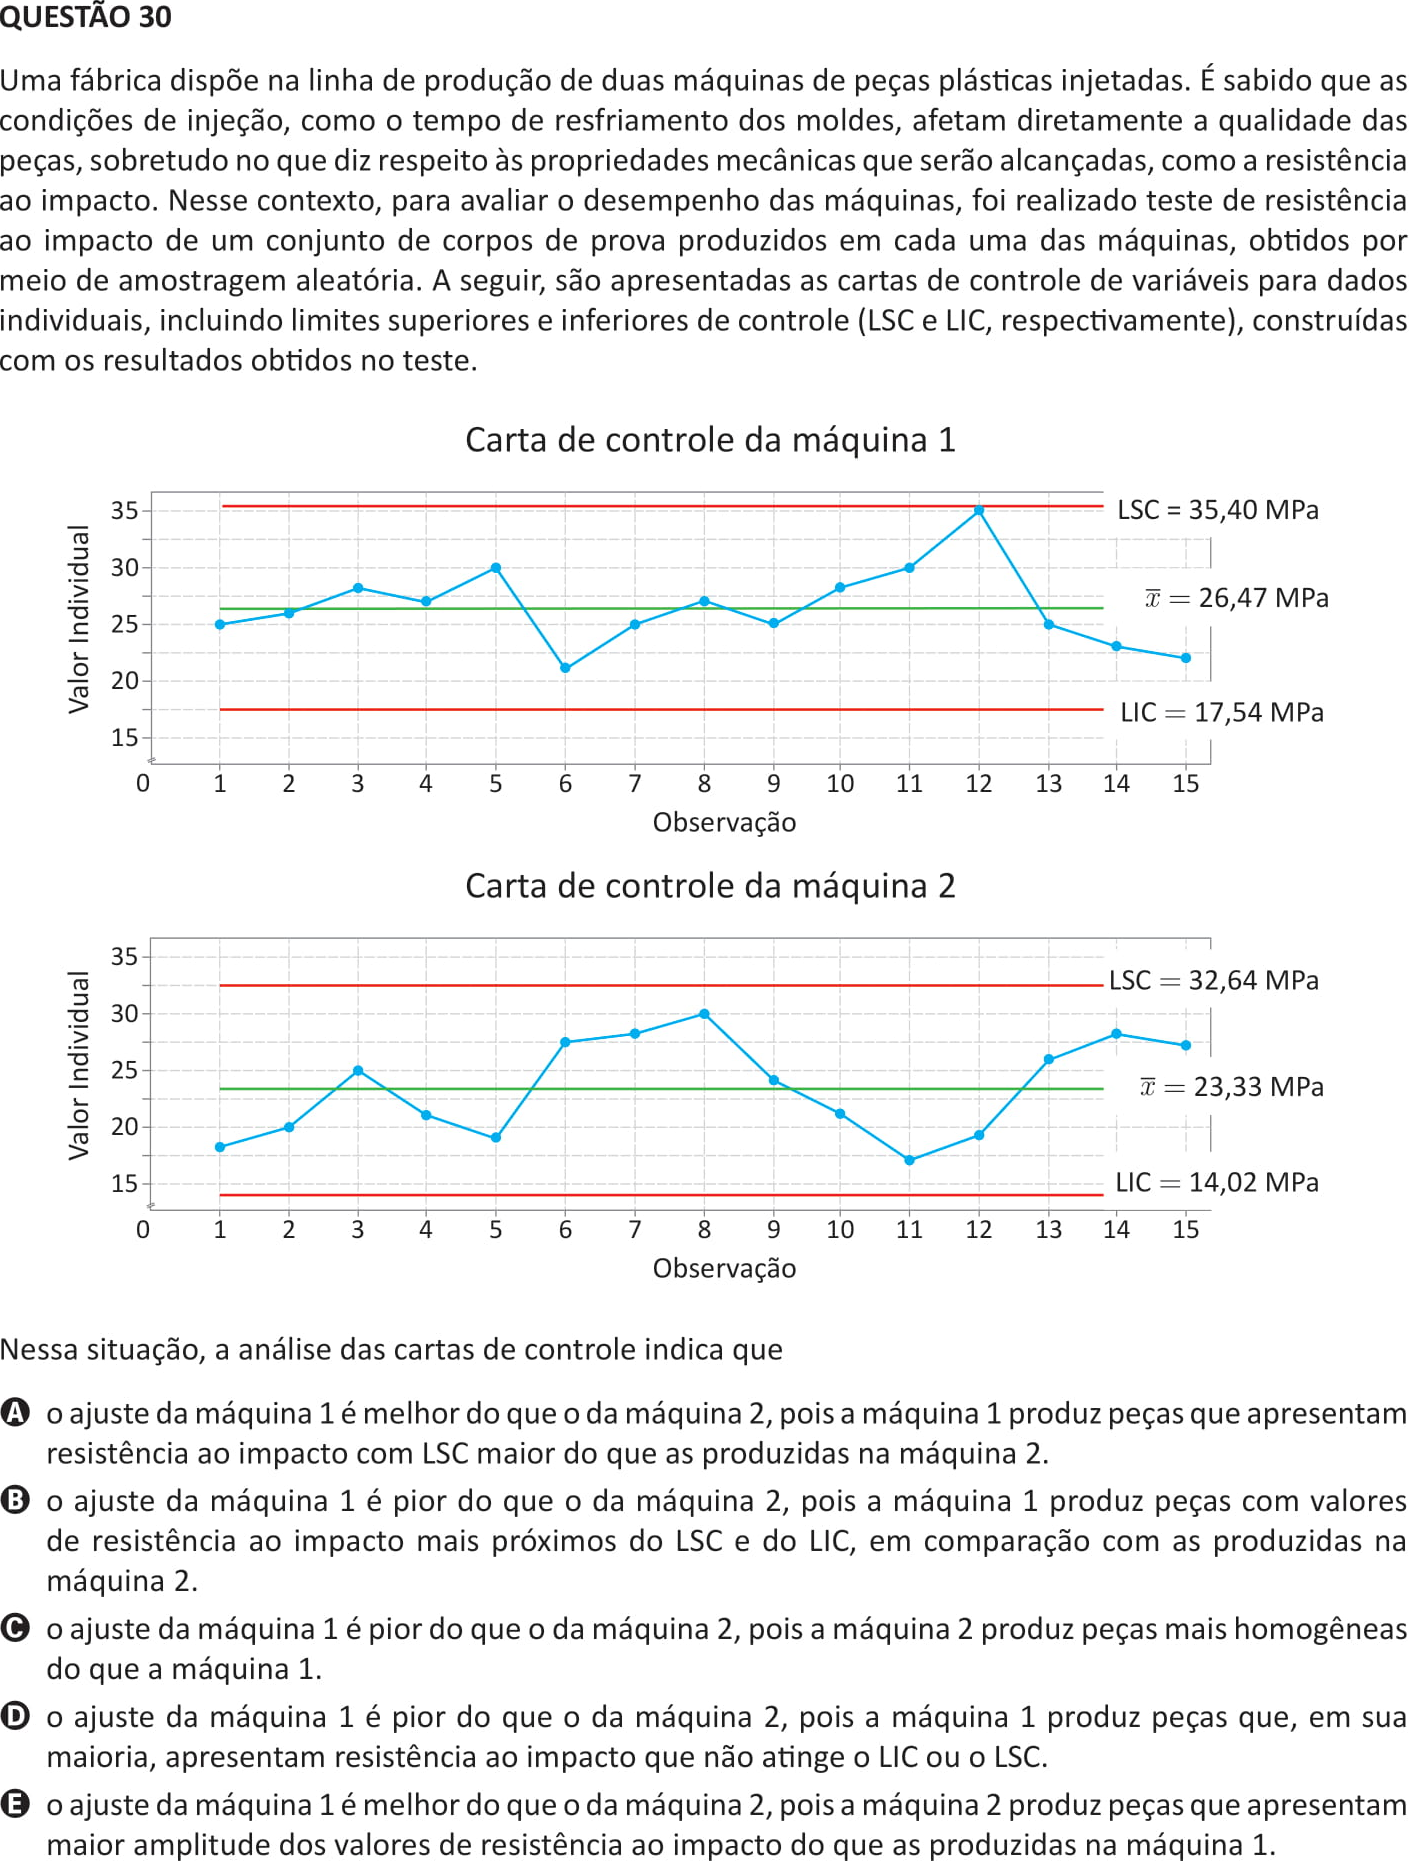 QUESTÃO 30
Uma fábrica dispõe na linha de produção de duas máquinas de peças plásticas injetadas. É sabido que as
condições de injeção, como o tempo de resfriamento dos moldes, afetam diretamente a qualidade das
peças, sobretudo no que diz respeito às propriedades mecânicas que serão alcançadas, como a resistência
ao impacto. Nesse contexto, para avaliar o desempenho das máquinas, foi realizado teste de resistência
ao impacto de um conjunto de corpos de prova produzidos em cada uma das máquinas, obtidos por
meio de amostragem aleatória. A seguir, são apresentadas as cartas de controle de variáveis para dados
individuais, incluindo limites superiores e inferiores de controle (LSC e LIC, respectivamente), construídas
com os resultados obtidos no teste.
Carta de controle da máquina 1
Valor Individual
35
30
25
20
15
LSC = 35,40 MPa
x̿ = 26,47 MPa
LIC = 17,54 MPa
0 1 2 3 4 5 6 7 8 9 10 11 12 13 14 15
Observação
Carta de controle da máquina 2
Valor Individual
35
30
25
20
15
LSC = 32,64 MPa
x̿ = 23,33 MPa
LIC = 14,02 MPa
0 1 2 3 4 5 6 7 8 9 10 11 12 13 14 15
Observação
Nessa situação, a análise das cartas de controle indica que
A o ajuste da máquina 1 é melhor do que o da máquina 2, pois a máquina 1 produz peças que apresentam
resistência ao impacto com LSC maior do que as produzidas na máquina 2.
B o ajuste da máquina 1 é pior do que o da máquina 2, pois a máquina 1 produz peças com valores
de resistência ao impacto mais próximos do LSC e do LIC, em comparação com as produzidas na
máquina 2.
C o ajuste da máquina 1 é pior do que o da máquina 2, pois a máquina 2 produz peças mais homogêneas
do que a máquina 1.
D o ajuste da máquina 1 é pior do que o da máquina 2, pois a máquina 1 produz peças que, em sua
maioria, apresentam resistência ao impacto que não atinge o LIC ou o LSC.
E o ajuste da máquina 1 é melhor do que o da máquina 2, pois a máquina 2 produz peças que apresentam
maior amplitude dos valores de resistência ao impacto do que as produzidas na máquina 1.